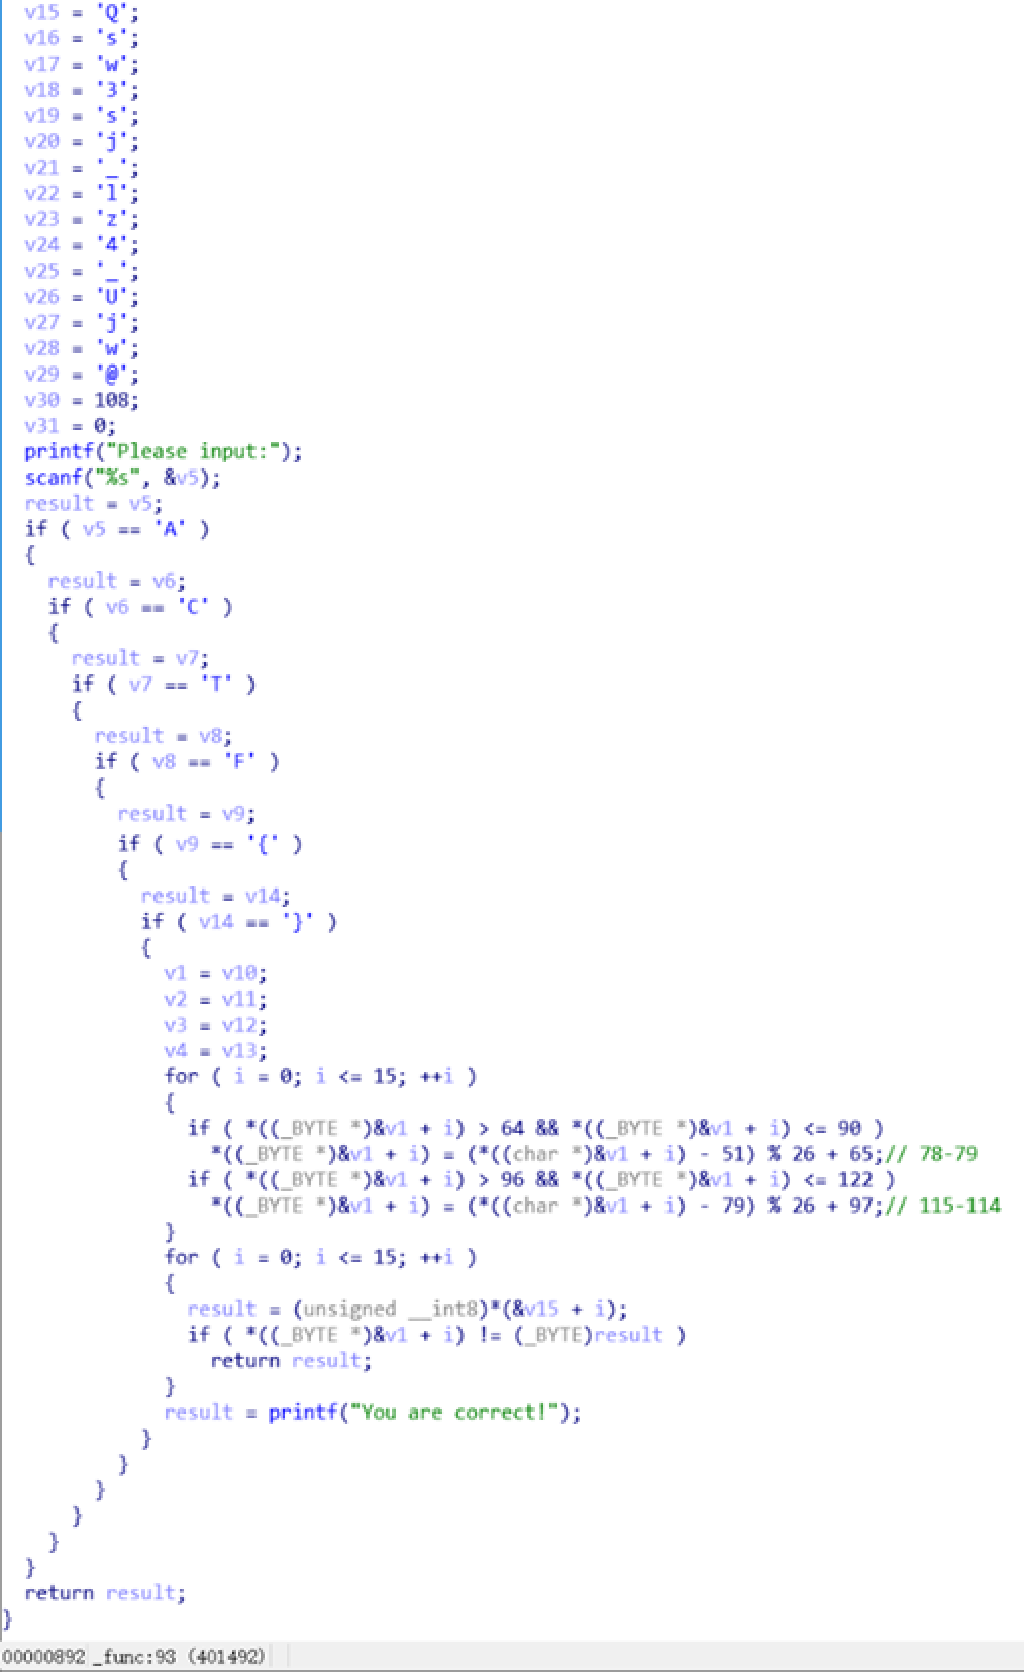 v15 = 'Q';
v16 = 's';
v17 = 'w';
v18 = '3';
v19 = 's';
v20 = 'j';
v21 = '_';
v22 = 'l';
v23 = 'z';
v24 = '4';
v25 = '_';
v26 = 'U';
v27 = 'j';
v28 = 'w';
v29 = '@';
v30 = 108;
v31 = 0;
printf("Please input:");
scanf("%s", &v5);
result = v5;
if ( v5 == 'A' )
{
result = v6;
if ( v6 == 'C' )
{
result = v7;
if ( v7 == 'T' )
{
result = v8;
if ( v8 == 'F' )
{
result = v9;
if ( v9 == '{' )
{
result = v14;
if ( v14 == '}' )
{
v1 = v10;
v2 = v11;
v3 = v12;
v4 = v13;
for ( i = 0; i <= 15; ++i )
{
if ( *((_BYTE *)&v1 + i) > 64 && *((_BYTE *)&v1 + i) <= 90 )
*((_BYTE *)&v1 + i) = (*((char *)&v1 + i) - 51) % 26 + 65;// 78-79
if ( *((_BYTE *)&v1 + i) > 96 && *((_BYTE *)&v1 + i) <= 122 )
*((_BYTE *)&v1 + i) = (*((char *)&v1 + i) - 79) % 26 + 97;// 115-114
}
for ( i = 0; i <= 15; ++i )
{
result = (unsigned __int8)*(&v15 + i);
if ( *((_BYTE *)&v1 + i) != (_BYTE)result )
return result;
}
result = printf("You are correct!");
}
}
}
}
}
}
return result;
}
00000892 _func:93 (401492)